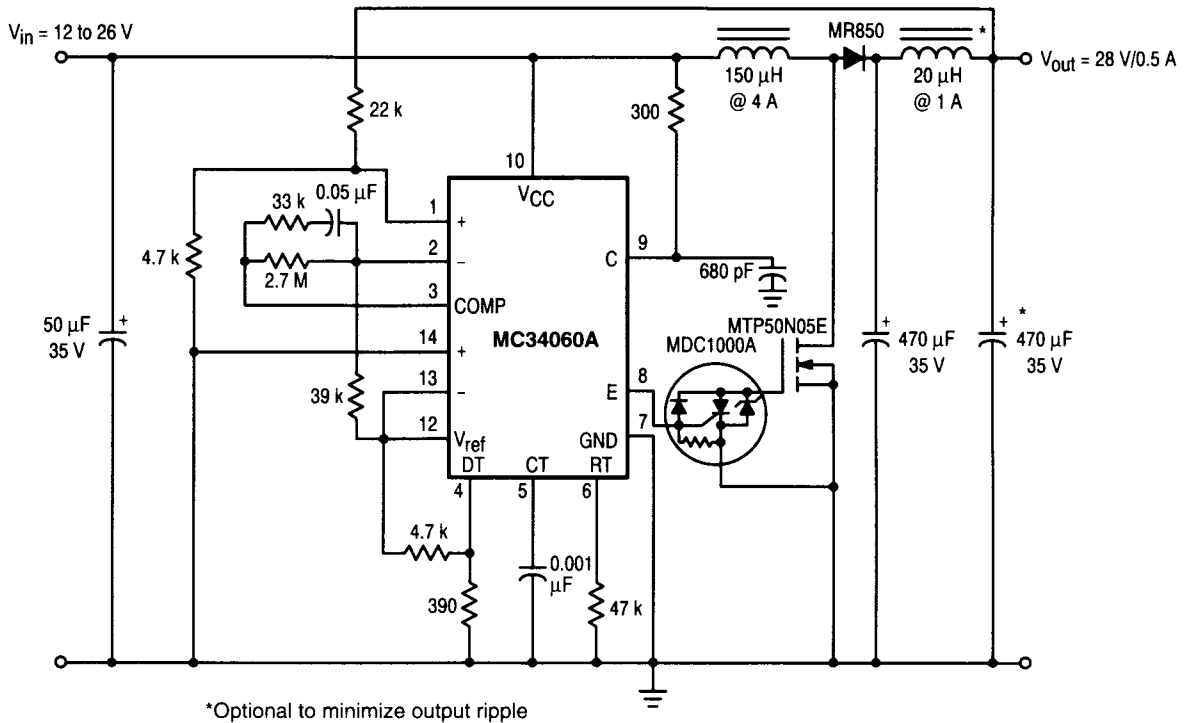 V_in = 12 to 26 V
MR850
*
V_out = 28 V/0.5 A
150 µH
@ 4 A
20 µH
@ 1 A
22 k
300
10
V_CC
33 k
0.05 µF
1
+
4.7 k
2
−
9
C
2.7 M
680 pF
3
COMP
50 µF
35 V
+
MC34060A
14
+
MTP50N05E
MDC1000A
+
470 µF
35 V
+
*
470 µF
35 V
13
−
39 k
8
E
12
V_ref
7
GND
DT
CT
RT
4
5
6
4.7 k
0.001
µF
390
47 k
*Optional to minimize output ripple